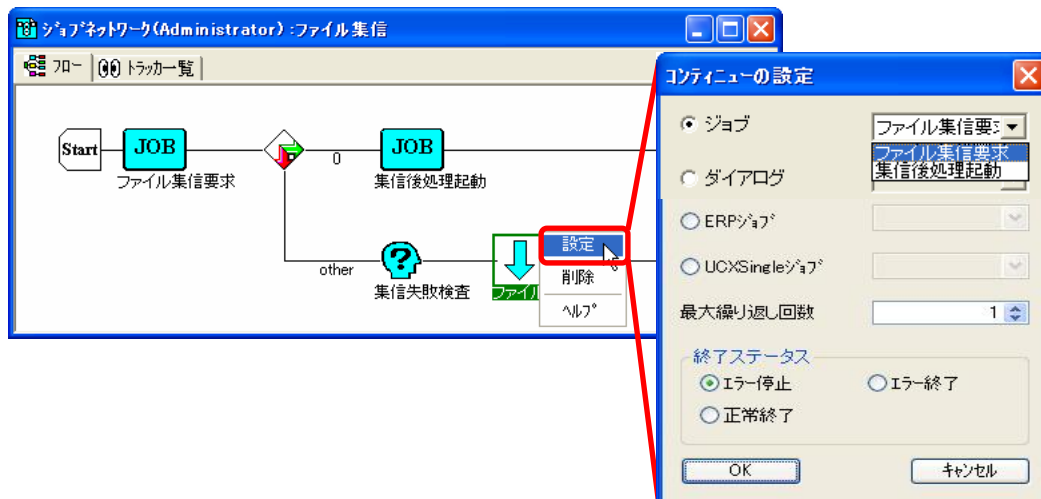 ジョブネットワーク(Administrator) :ファイル集信
フロー
トラッカー覧
Start
JOB
ファイル集信要求
0
JOB
集信後処理起動
other
?
集信失敗検査
ファイル
設定
削除
ヘルプ
コンティニューの設定
ジョブ
ファイル集信要
ファイル集信要求
集信後処理起動
ダイアログ
ERPジョブ
UCXSingleジョブ
最大繰り返し回数
1
終了ステータス
エラー停止
エラー終了
正常終了
OK
キャンセル